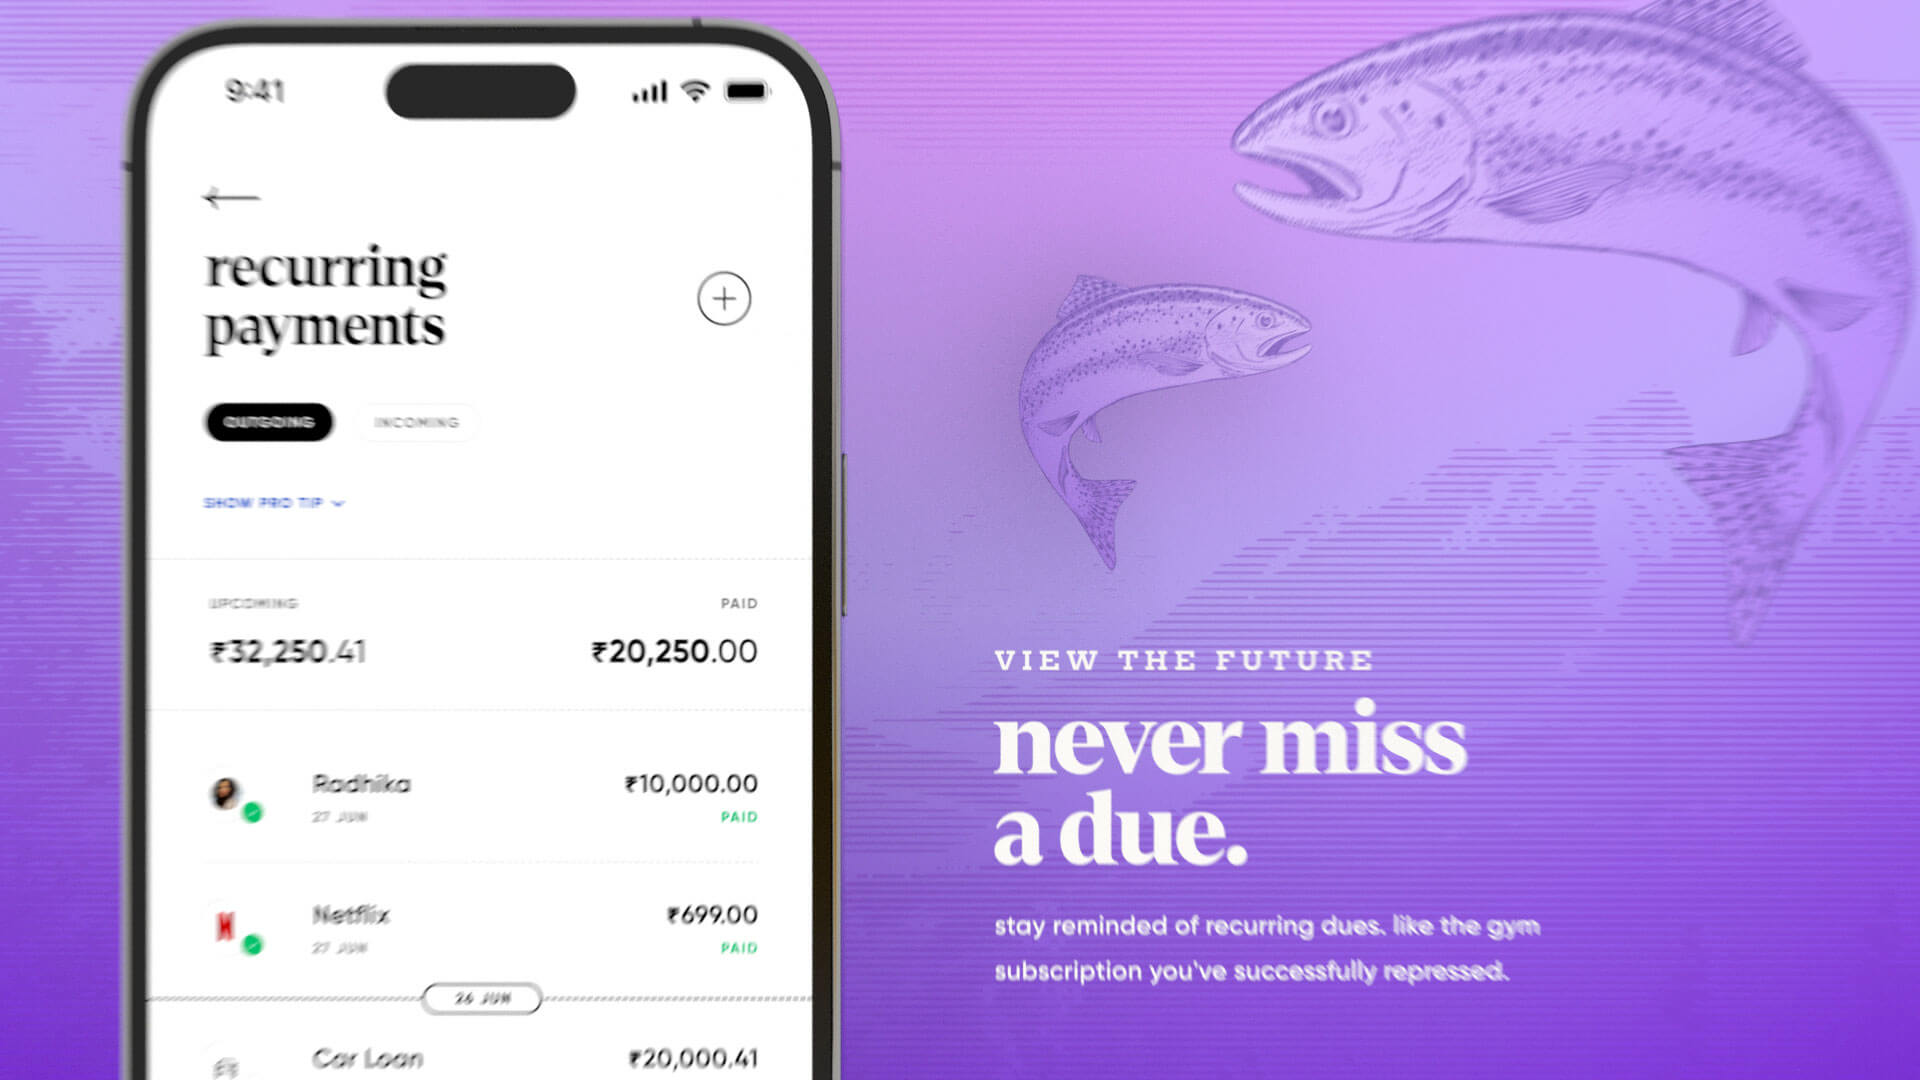 9:41
recurring
payments
OUTGOING
INCOMING
SHOW PRO TIP
UPCOMING
PAID
₹32,250.41
₹20,250.00
Radhika
₹10,000.00
27 JUN
PAID
Netflix
₹699.00
27 JUN
PAID
26 JUN
Car Loan
₹20,000.41
VIEW THE FUTURE
never miss
a due.
stay reminded of recurring dues. like the gym
subscription you've successfully repressed.